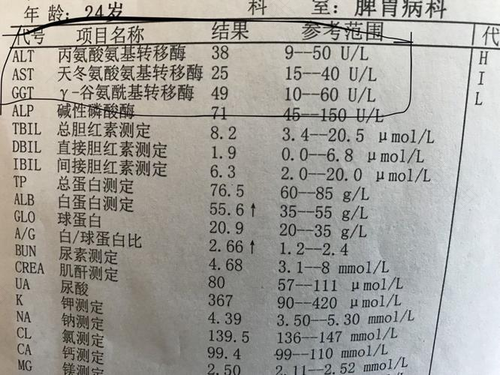 年 龄: 24岁 科 室: 脾胃病科
代号 项目名称 结果 参考范围 代
ALT 丙氨酸氨基转移酶 38 9--50 U/L H
AST 天冬氨酸氨基转移酶 25 15--40 U/L I
GGT γ-谷氨酰基转移酶 49 10--60 U/L L
ALP 碱性磷酸酶 71 45--150 U/L
TBIL 总胆红素测定 8.2 3.4--20.5 μmol/L
DBIL 直接胆红素测定 1.9 0.0--6.8 μmol/L
IBIL 间接胆红素测定 6.3 2.0--20.0 μmol/L
TP 总蛋白测定 76.5 60--85 g/L
ALB 白蛋白测定 55.6↑ 35--55 g/L
GLO 球蛋白 20.9 20--35 g/L
A/G 白/球蛋白比 2.66↑ 1.2--2.4
BUN 尿素测定 4.68 3.1--8 mmol/L
CREA 肌酐测定 80 57--111 μmol/L
UA 尿酸 367 90--420 μmol/L
K 钾测定 4.39 3.50--5.30 mmol/L
NA 钠测定 139.5 136--147 mmol/L
CL 氯测定 99.4 99--110 mmol/L
CA 钙测定 2.50 2.11--2.52 mmol/L
MG 镁测定